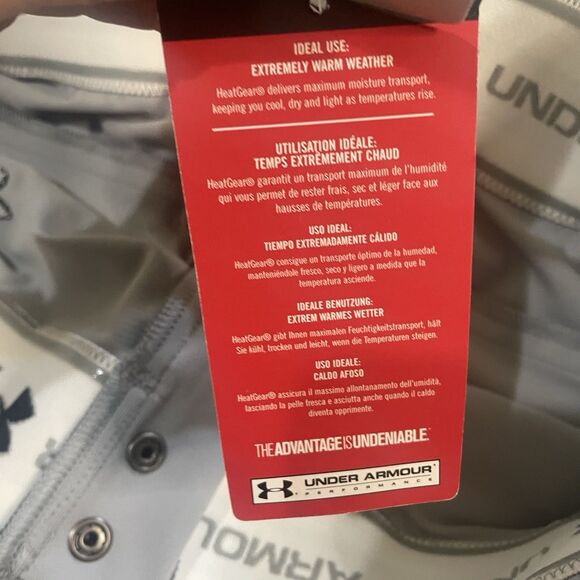 IDEAL USE:
EXTREMELY WARM WEATHER
HeatGear® delivers maximum moisture transport,
keeping you cool, dry and light as temperatures rise.
UTILISATION IDÉALE:
TEMPS EXTRÊMEMENT CHAUD
HeatGear® garantit un transport maximum de l'humidité
qui vous permet de rester frais, sec et léger face aux
hausses de températures.
USO IDEAL:
TIEMPO EXTREMADAMENTE CÁLIDO
HeatGear® consigue un transporte óptimo de la humedad,
manteniéndole fresco, seco y ligero a medida que la
temperatura asciende.
IDEALE BENUTZUNG:
EXTREM WARMES WETTER
HeatGear® gibt Ihnen maximalen Feuchtigkeitstransport, hält
Sie kühl, trocken und leicht, wenn die Temperaturen steigen.
USO IDEALE:
CALDO AFOSO
HeatGear® assicura il massimo allontanamento dell'umidità,
lasciando la pelle fresca e asciutta anche quando il caldo
diventa opprimente.
THE ADVANTAGE IS UNDENIABLE.
UNDER ARMOUR
PERFORMANCE
UND
ARMOU